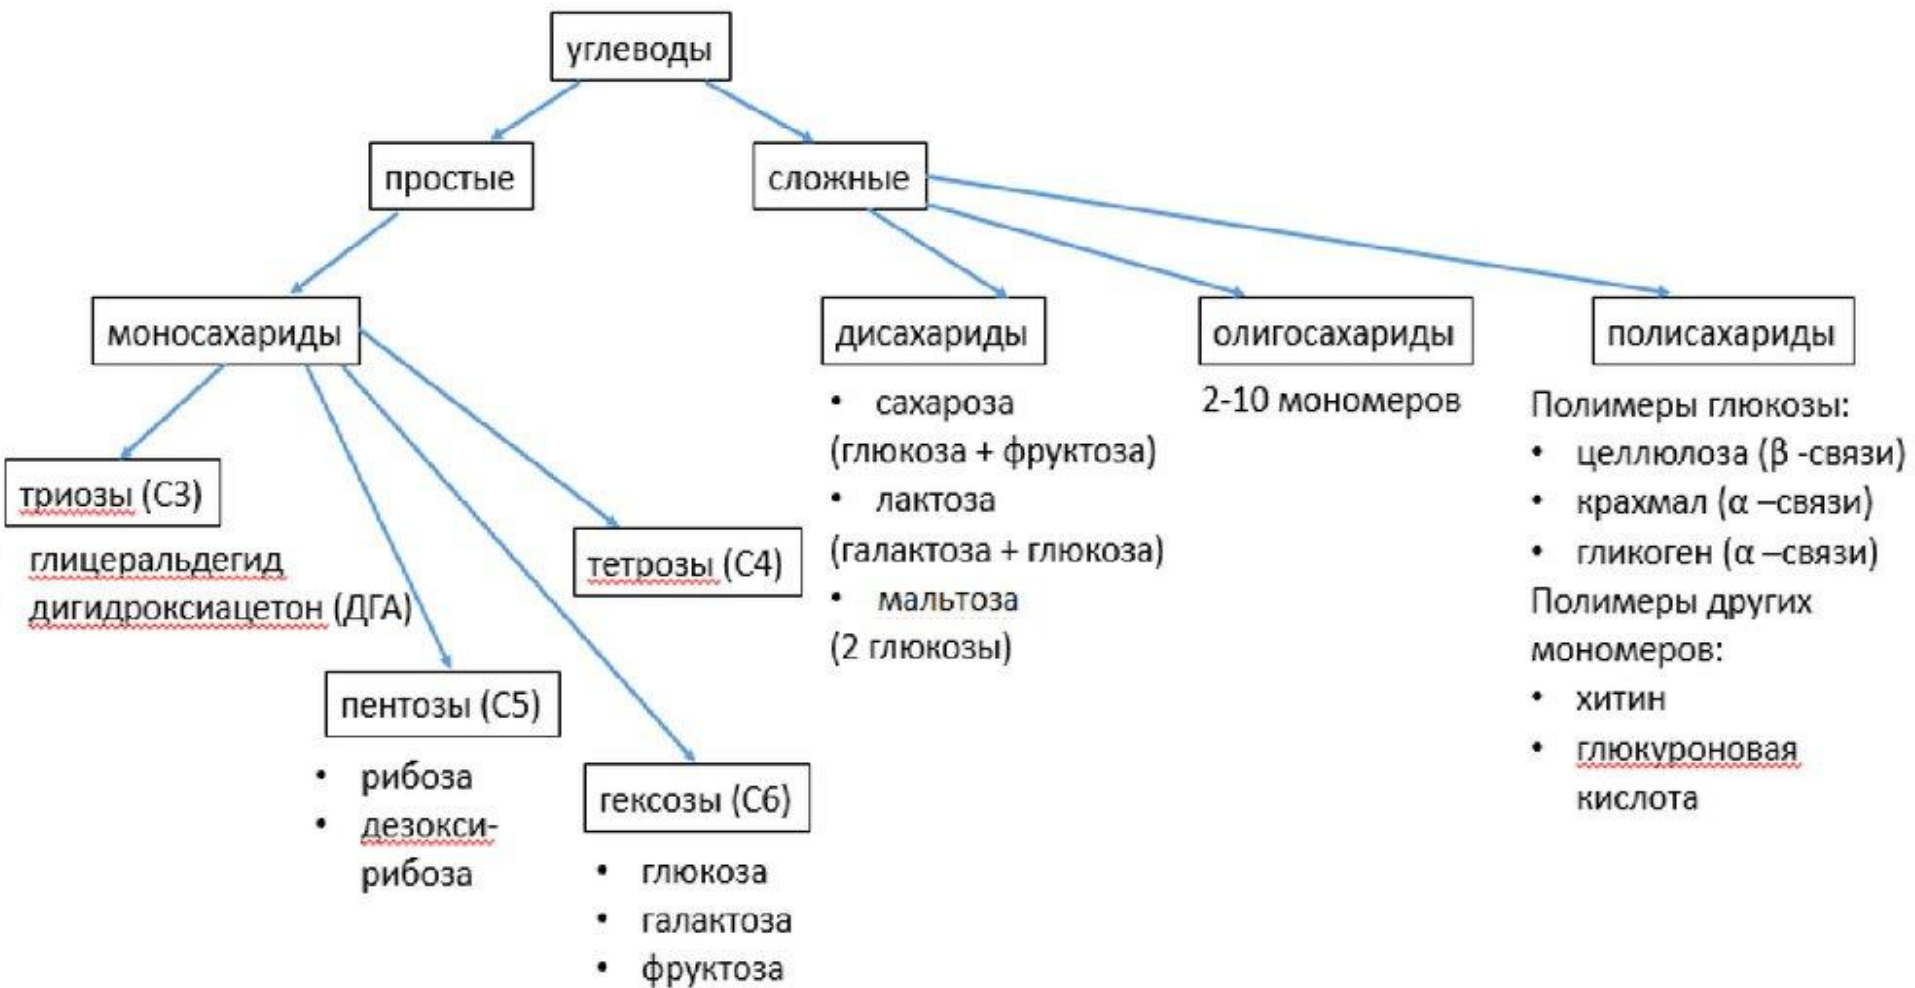 углеводы
простые
сложные
моносахариды
дисахариды
олигосахариды
полисахариды
триозы (С3)
глицеральдегид
дигидроксиацетон (ДГА)
тетрозы (С4)
пентозы (С5)
• рибоза
• дезокси-
рибоза
гексозы (С6)
• глюкоза
• галактоза
• фруктоза
• сахароза
(глюкоза + фруктоза)
• лактоза
(галактоза + глюкоза)
• мальтоза
(2 глюкозы)
2-10 мономеров
Полимеры глюкозы:
• целлюлоза (β -связи)
• крахмал (α –связи)
• гликоген (α –связи)
Полимеры других
мономеров:
• хитин
• глюкуроновая
кислота